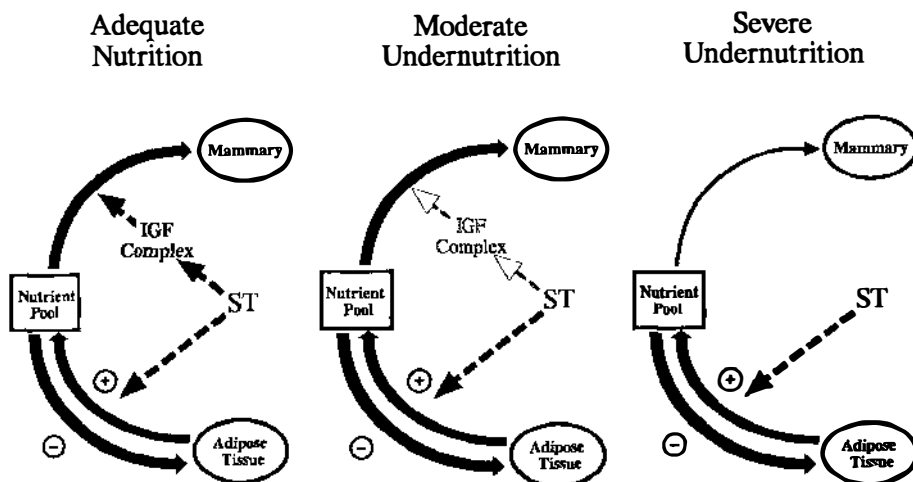 Adequate
Nutrition
Mammary
IGF
Complex
Nutrient
Pool
ST
+
−
Adipose
Tissue
Moderate
Undernutrition
Mammary
IGF
Complex
Nutrient
Pool
ST
+
−
Adipose
Tissue
Severe
Undernutrition
Mammary
Nutrient
Pool
ST
+
−
Adipose
Tissue